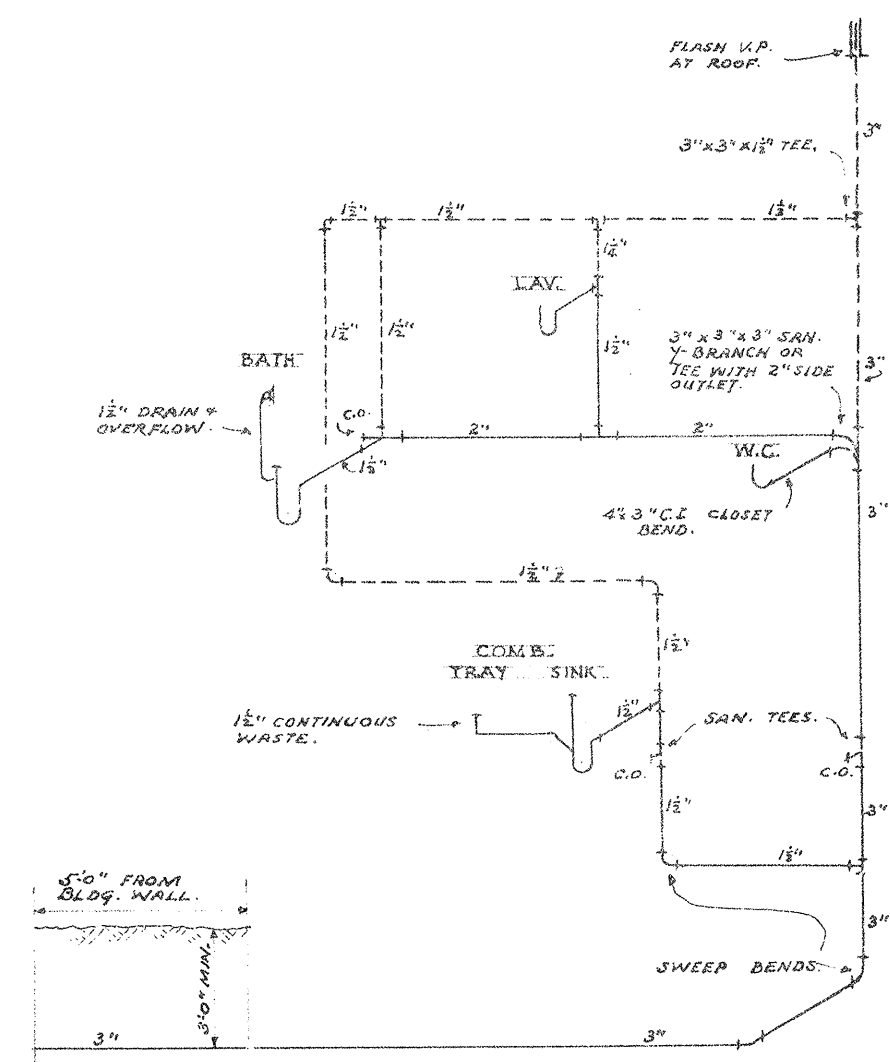 FLASH V.P.
AT ROOF.
3"
3"x3"x1½" TEE.
1½"
1½"
1½"
1¼"
LAV.
1½"
1½"
1½"
3" x 3" x 3" SAN.
Y-BRANCH OR
TEE WITH 2" SIDE
OUTLET.
3"
BATH
1½" DRAIN &
OVERFLOW.
C.O.
2"
2"
1½"
W.C.
4"x3" C.I. CLOSET
BEND.
3"
1½"
1½"
COMB.
TRAY SINK
1½"
1½" CONTINUOUS
WASTE.
SAN. TEES.
C.O.
C.O.
1½"
3"
1½"
5'-0" FROM
BLDG. WALL.
3"
3'-0" MIN.
SWEEP BENDS.
3"
3"